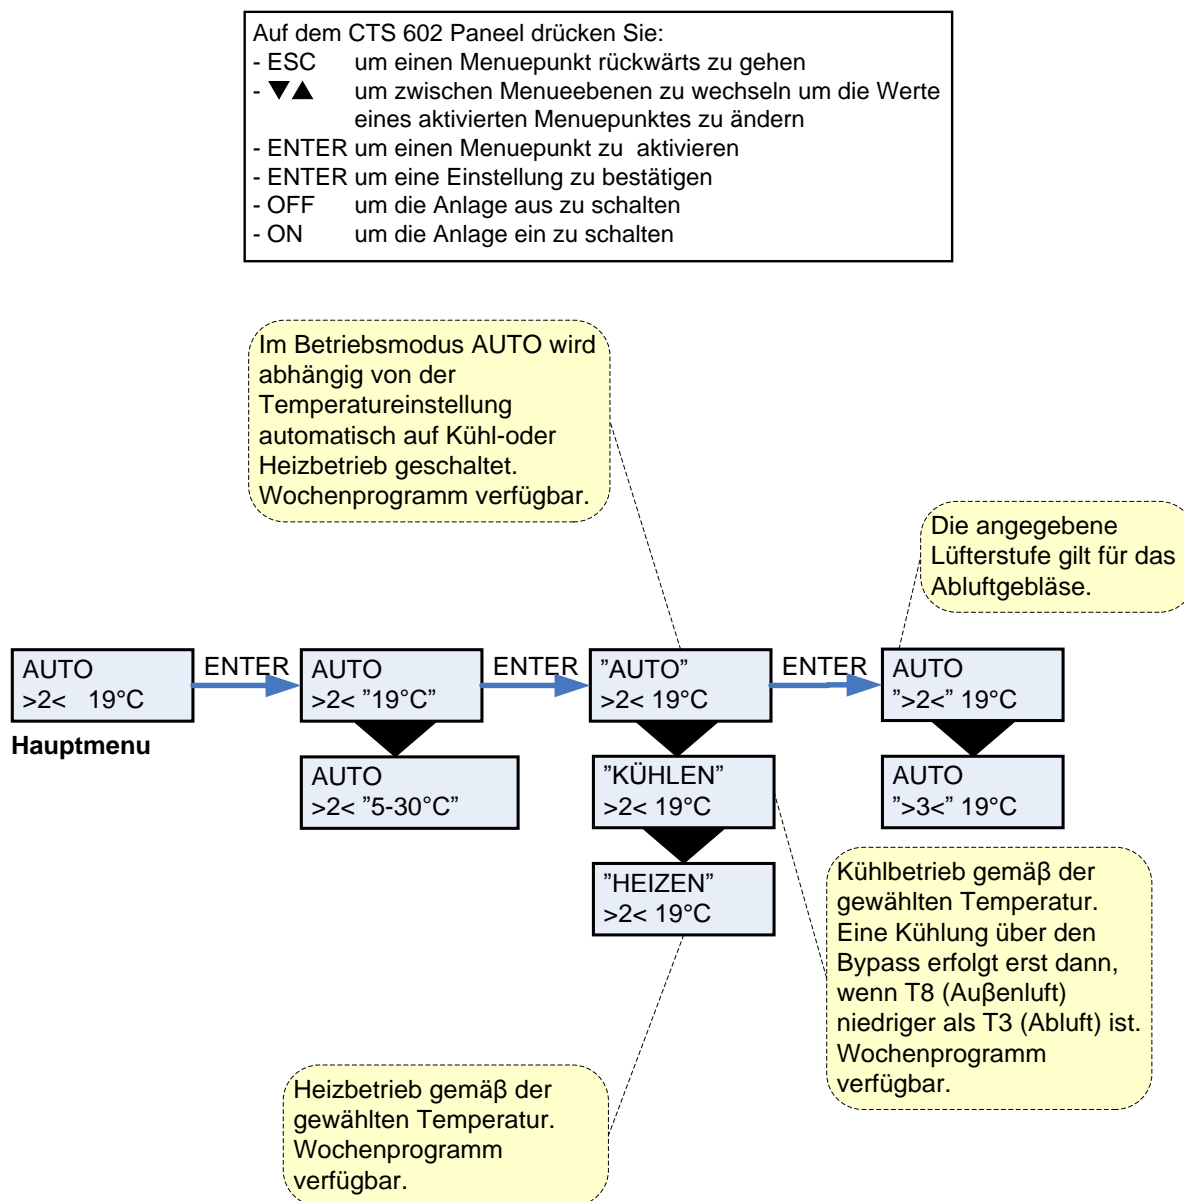 Auf dem CTS 602 Paneel drücken Sie:
- ESC um einen Menuepunkt rückwärts zu gehen
- ▼▲ um zwischen Menueebenen zu wechseln um die Werte
eines aktivierten Menuepunktes zu ändern
- ENTER um einen Menuepunkt zu aktivieren
- ENTER um eine Einstellung zu bestätigen
- OFF um die Anlage aus zu schalten
- ON um die Anlage ein zu schalten
Im Betriebsmodus AUTO wird
abhängig von der
Temperatureinstellung
automatisch auf Kühl-oder
Heizbetrieb geschaltet.
Wochenprogramm verfügbar.
Die angegebene
Lüfterstufe gilt für das
Abluftgebläse.
AUTO
>2< 19°C
ENTER
AUTO
>2< ”19°C”
ENTER
”AUTO”
>2< 19°C
ENTER
AUTO
”>2<” 19°C
Hauptmenu
AUTO
>2< ”5-30°C”
”KÜHLEN”
>2< 19°C
AUTO
”>3<” 19°C
”HEIZEN”
>2< 19°C
Kühlbetrieb gemäβ der
gewählten Temperatur.
Eine Kühlung über den
Bypass erfolgt erst dann,
wenn T8 (Auβenluft)
niedriger als T3 (Abluft) ist.
Wochenprogramm
verfügbar.
Heizbetrieb gemäβ der
gewählten Temperatur.
Wochenprogramm
verfügbar.